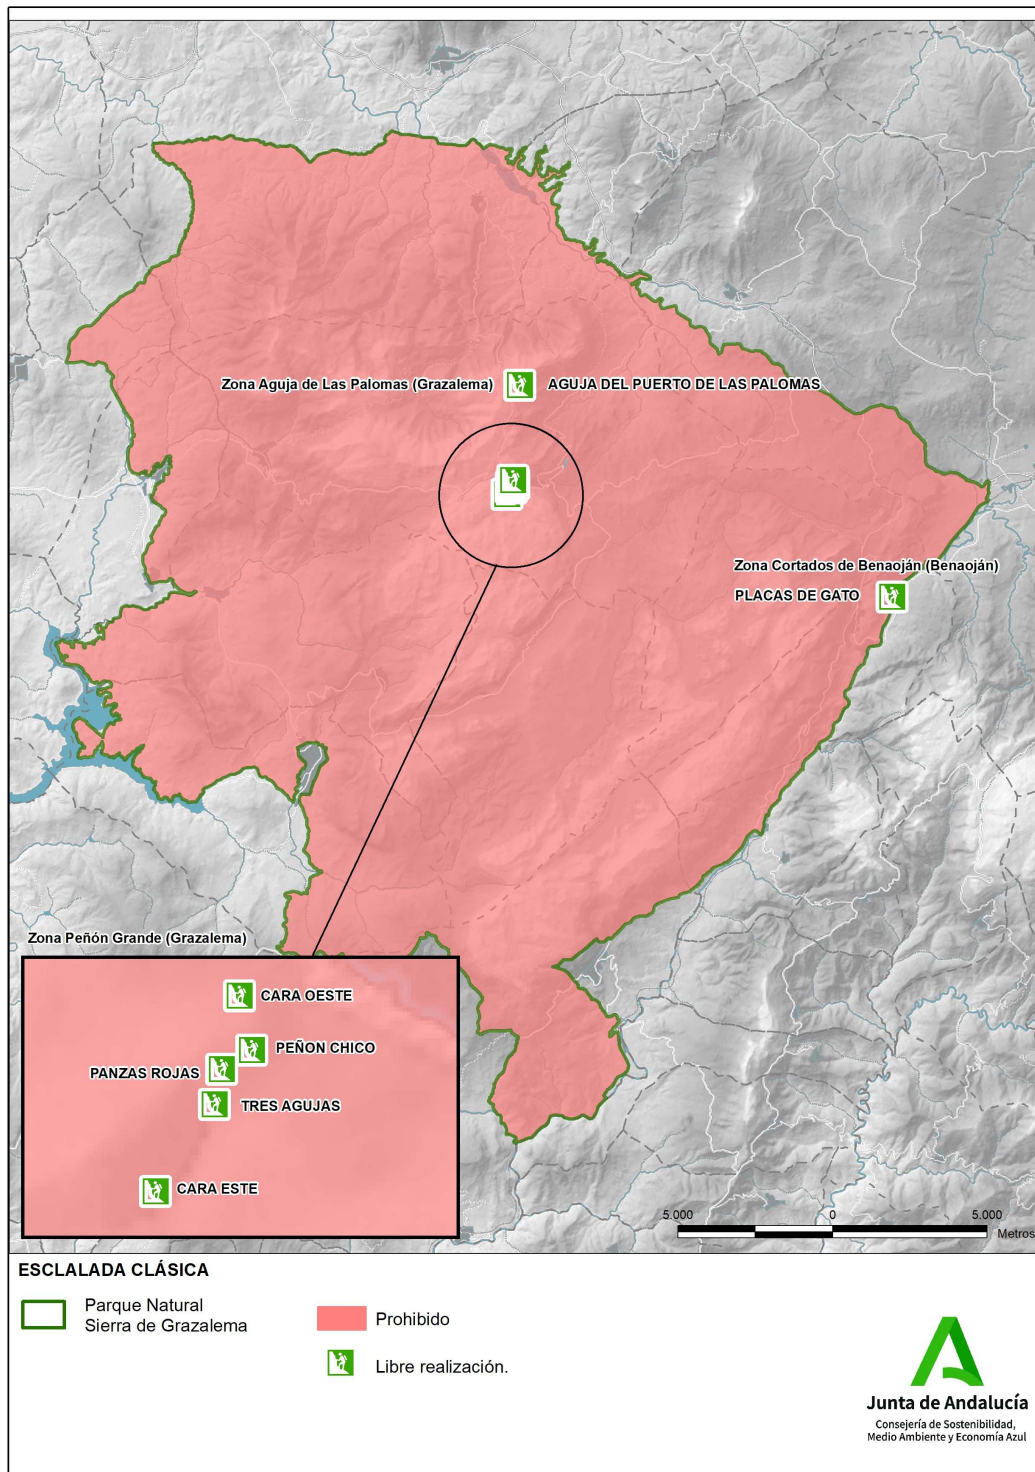 Zona Aguja de Las Palomas (Grazalema)
AGUJA DEL PUERTO DE LAS PALOMAS
Zona Cortados de Benaoján (Benaoján)
PLACAS DE GATO
Zona Peñón Grande (Grazalema)
CARA OESTE
PEÑON CHICO
PANZAS ROJAS
TRES AGUJAS
CARA ESTE
5.000 0 5.000
Metros
ESCLALADA CLÁSICA
Parque Natural
Sierra de Grazalema
Prohibido
Libre realización.
Junta de Andalucía
Consejería de Sostenibilidad,
Medio Ambiente y Economía Azul